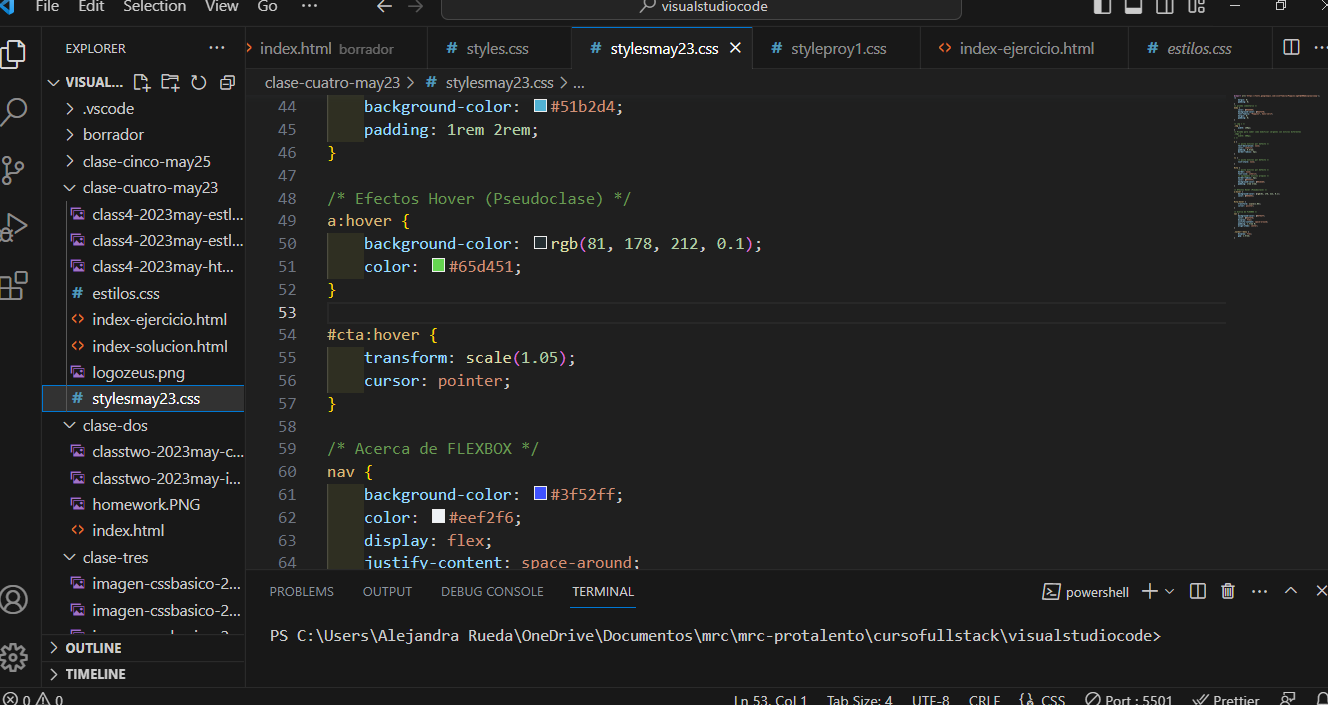 File Edit Selection View Go ··· visualstudiocode
EXPLORER ···
index.html borrador
# styles.css
# stylesmay23.css
# styleproy1.css
index-ejercicio.html
# estilos.css
VISUAL...
clase-cuatro-may23 > # stylesmay23.css > ...
.vscode
borrador
clase-cinco-may25
clase-cuatro-may23
class4-2023may-estl...
class4-2023may-estl...
class4-2023may-ht...
# estilos.css
index-ejercicio.html
index-solucion.html
logozeus.png
# stylesmay23.css
clase-dos
classtwo-2023may-c...
classtwo-2023may-i...
homework.PNG
index.html
clase-tres
imagen-cssbasico-2...
imagen-cssbasico-2...
OUTLINE
TIMELINE
44 background-color: #51b2d4;
45 padding: 1rem 2rem;
46 }
47
48 /* Efectos Hover (Pseudoclase) */
49 a:hover {
50 background-color: rgb(81, 178, 212, 0.1);
51 color: #65d451;
52 }
53
54 #cta:hover {
55 transform: scale(1.05);
56 cursor: pointer;
57 }
58
59 /* Acerca de FLEXBOX */
60 nav {
61 background-color: #3f52ff;
62 color: #eef2f6;
63 display: flex;
64 justify-content: space-around;
PROBLEMS OUTPUT DEBUG CONSOLE TERMINAL powershell
PS C:\Users\Alejandra Rueda\OneDrive\Documentos\mrc\mrc-protalento\cursofullstack\visualstudiocode>
0 0 Ln 53, Col 1 Tab Size: 4 UTF-8 CRLF {} CSS Port : 5501 Prettier